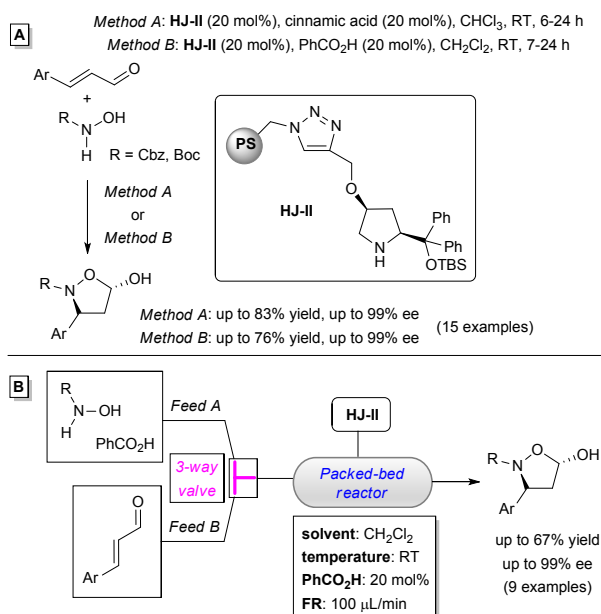 Method A: HJ-II (20 mol%), cinnamic acid (20 mol%), CHCl3, RT, 6-24 h
A
Method B: HJ-II (20 mol%), PhCO2H (20 mol%), CH2Cl2, RT, 7-24 h
Ar
O
+
R
N
OH
H
R = Cbz, Boc
Method A
or
Method B
PS
N
N
N
HJ-II
O
N
H
Ph
Ph
OTBS
R
N
O
OH
Ar
Method A: up to 83% yield, up to 99% ee
Method B: up to 76% yield, up to 99% ee
(15 examples)
B
R
N-OH
H
PhCO2H
Feed A
HJ-II
3-way
valve
Packed-bed
reactor
Feed B
O
Ar
solvent: CH2Cl2
temperature: RT
PhCO2H: 20 mol%
FR: 100 μL/min
R
N
O
OH
Ar
up to 67% yield
up to 99% ee
(9 examples)